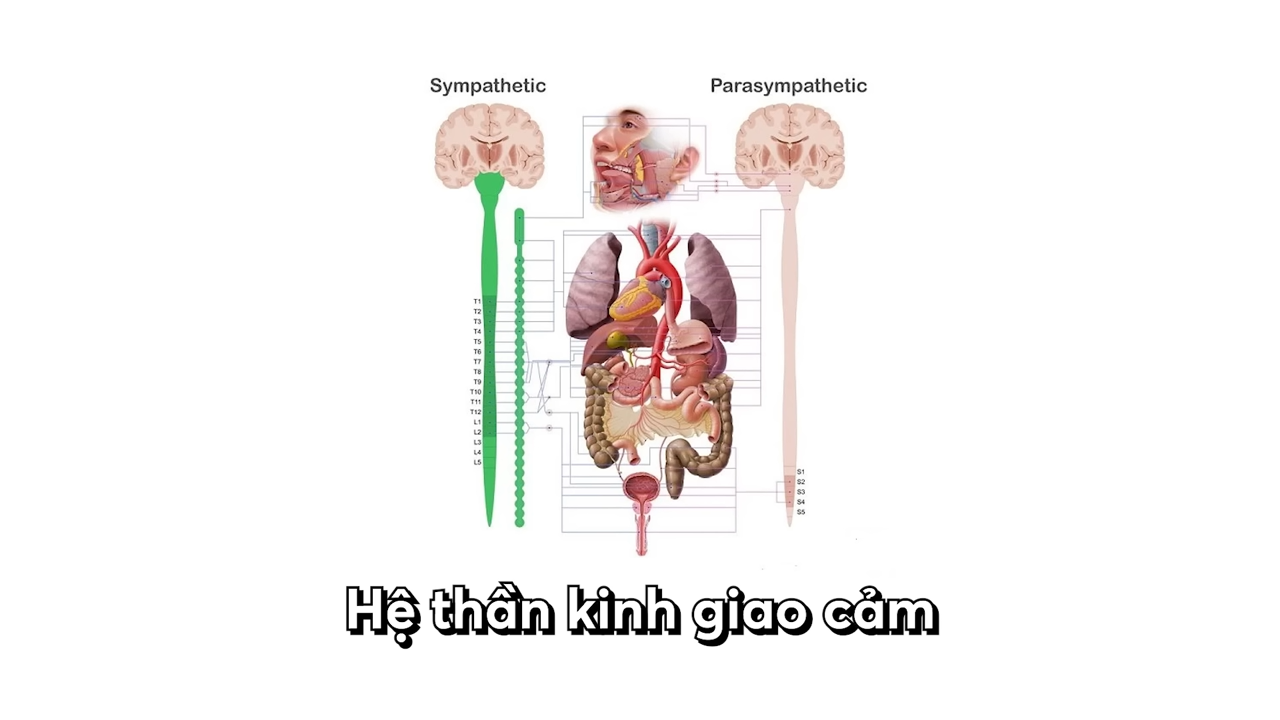 Sympathetic
Parasympathetic
T1
T2
T3
T4
T5
T6
T7
T8
T9
T10
T11
T12
L1
L2
L3
L4
L5
S1
S2
S3
S4
S5
Hệ thần kinh giao cảm